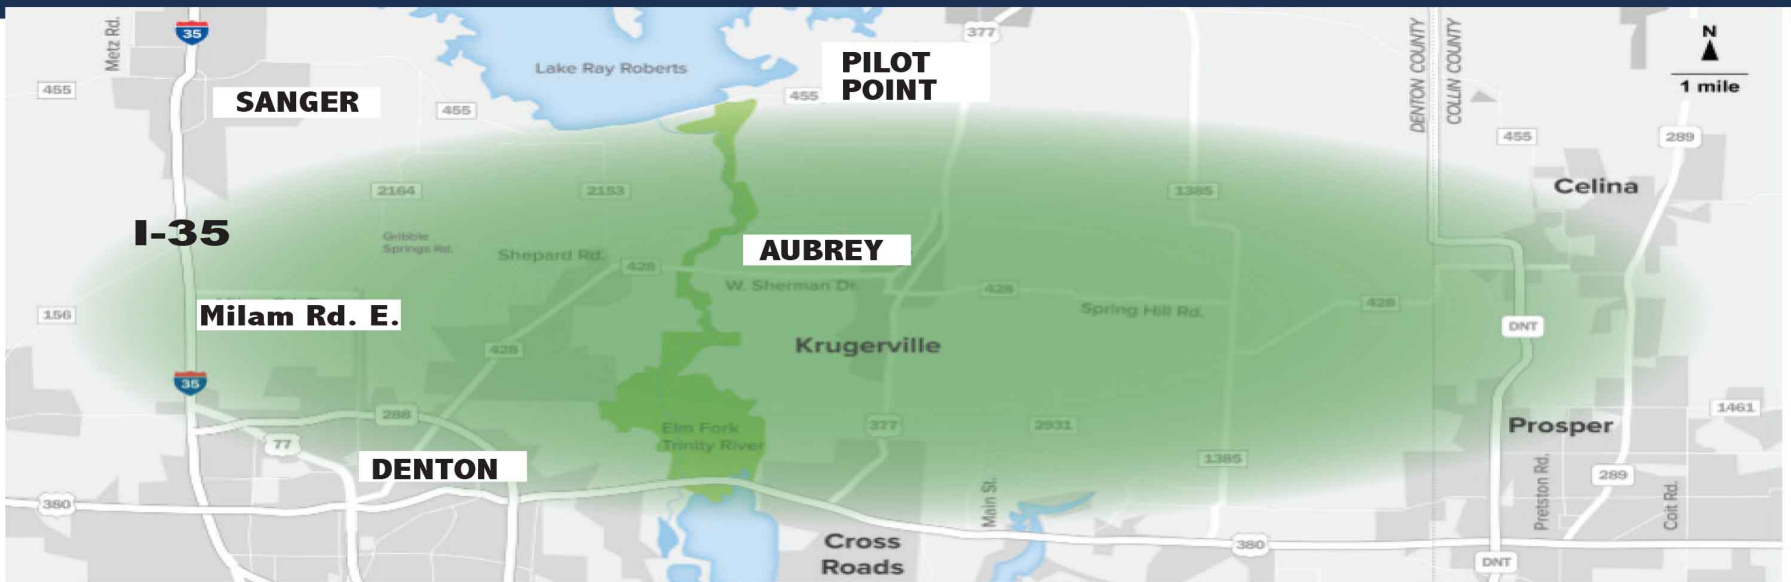 35
Metz Rd.
377
DENTON COUNTY
COLLIN COUNTY
N
1 mile
Lake Ray Roberts
PILOT
POINT
455
SANGER
455
455
455
289
2164
2153
1385
Celina
I-35
Gribble
Springs Rd.
Shepard Rd.
428
AUBREY
W. Sherman Dr.
428
Spring Hill Rd.
428
156
Milam Rd. E.
DNT
428
Krugerville
35
288
77
Elm Fork
Trinity River
377
2931
1461
Prosper
DENTON
1385
289
380
Main St.
Pretston Rd.
Coit Rd.
Cross
Roads
380
DNT